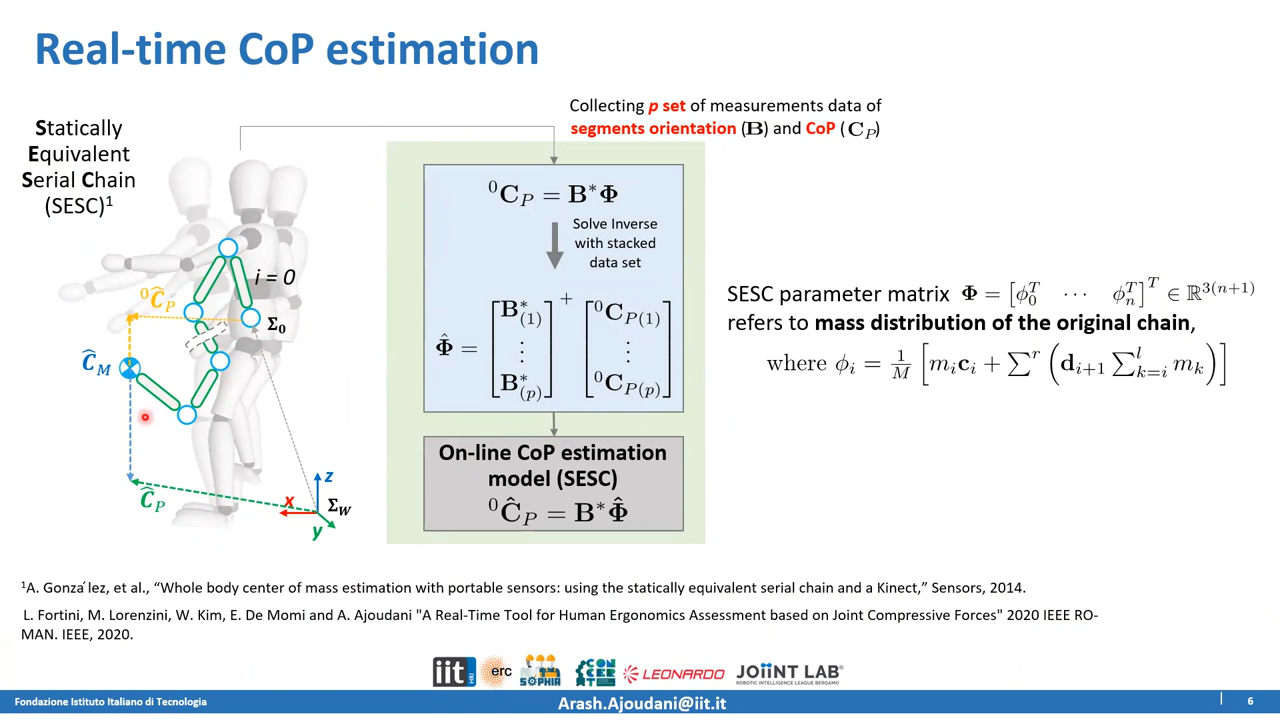 Real-time CoP estimation
Statically
Equivalent
Serial Chain
(SESC)¹
Collecting p set of measurements data of
segments orientation (B) and CoP (C_P)
⁰C_P = B*Φ
Solve Inverse
with stacked
data set
Φ̂ = [B*_(1) ⋮ B*_(p)]⁺ [⁰C_P(1) ⋮ ⁰C_P(p)]
On-line CoP estimation
model (SESC)
⁰Ĉ_P = B*Φ̂
i = 0
⁰Ĉ_P
Σ₀
Ĉ_M
Ĉ_P
z
x
Σ_W
y
SESC parameter matrix Φ = [ϕ₀ᵀ ⋯ ϕₙᵀ]ᵀ ∈ ℝ³⁽ⁿ⁺¹⁾
refers to mass distribution of the original chain,
where ϕᵢ = 1/M [mᵢcᵢ + ∑ʳ (dᵢ₊₁ ∑ˡₖ₌ᵢ mₖ)]
¹A. Gonza´lez, et al., “Whole body center of mass estimation with portable sensors: using the statically equivalent serial chain and a Kinect,” Sensors, 2014.
L. Fortini, M. Lorenzini, W. Kim, E. De Momi and A. Ajoudani "A Real-Time Tool for Human Ergonomics Assessment based on Joint Compressive Forces" 2020 IEEE RO-
MAN. IEEE, 2020.
iit HRI erc SOPHIA CONCERT LEONARDO JOiiNT LAB
ROBOTIC INTELLIGENCE LEAGUE BERGAMO
Fondazione Istituto Italiano di Tecnologia
Arash.Ajoudani@iit.it
6